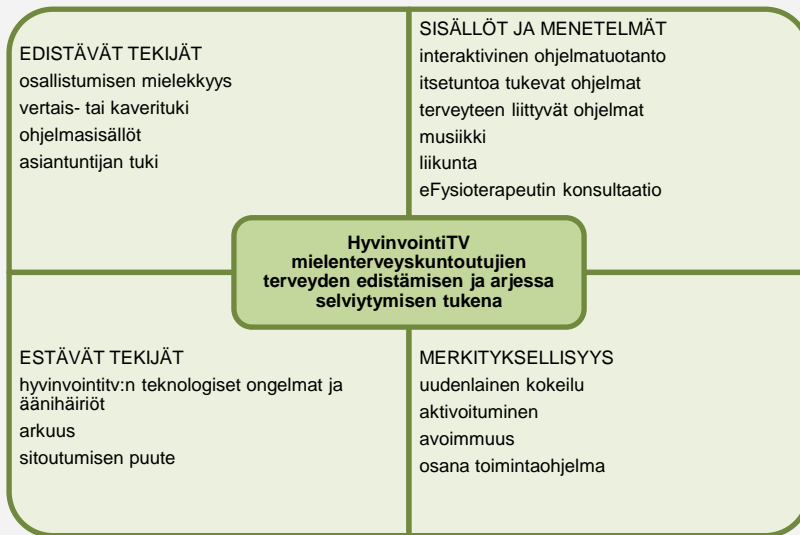 EDISTÄVÄT TEKIJÄT
osallistumisen mielekkyys
vertais- tai kaverituki
ohjelmasisällöt
asiantuntijan tuki
SISÄLLÖT JA MENETELMÄT
interaktivinen ohjelmatuotanto
itsetuntoa tukevat ohjelmat
terveyteen liittyvät ohjelmat
musiikki
liikunta
eFysioterapeutin konsultaatio
HyvinvointiTV
mielenterveyskuntoutujien
terveyden edistämisen ja arjessa
selviytymisen tukena
ESTÄVÄT TEKIJÄT
hyvinvointitv:n teknologiset ongelmat ja
äänihäiriöt
arkuus
sitoutumisen puute
MERKITYKSELLISYYS
uudenlainen kokeilu
aktivoituminen
avoimmuus
osana toimintaohjelma